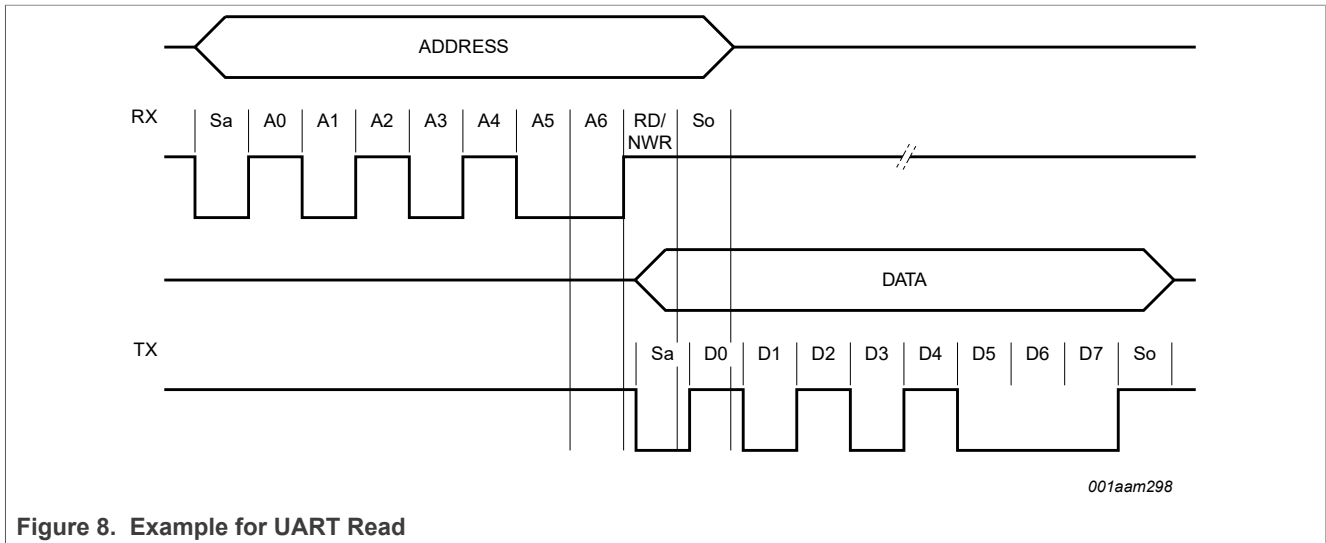 ADDRESS
RX Sa A0 A1 A2 A3 A4 A5 A6 RD/ So
NWR
DATA
TX Sa D0 D1 D2 D3 D4 D5 D6 D7 So
001aam298
Figure 8. Example for UART Read